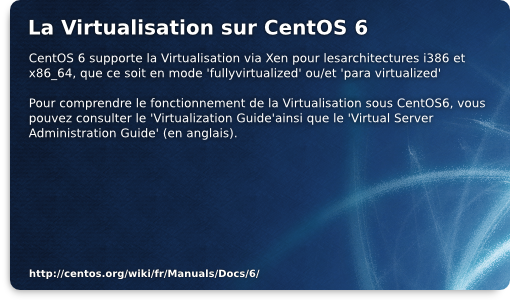 La Virtualisation sur CentOS 6
CentOS 6 supporte la Virtualisation via Xen pour lesarchitectures i386 et
x86_64, que ce soit en mode 'fullyvirtualized' ou/et 'para virtualized'
Pour comprendre le fonctionnement de la Virtualisation sous CentOS6, vous
pouvez consulter le 'Virtualization Guide'ainsi que le 'Virtual Server
Administration Guide' (en anglais).
http://centos.org/wiki/fr/Manuals/Docs/6/